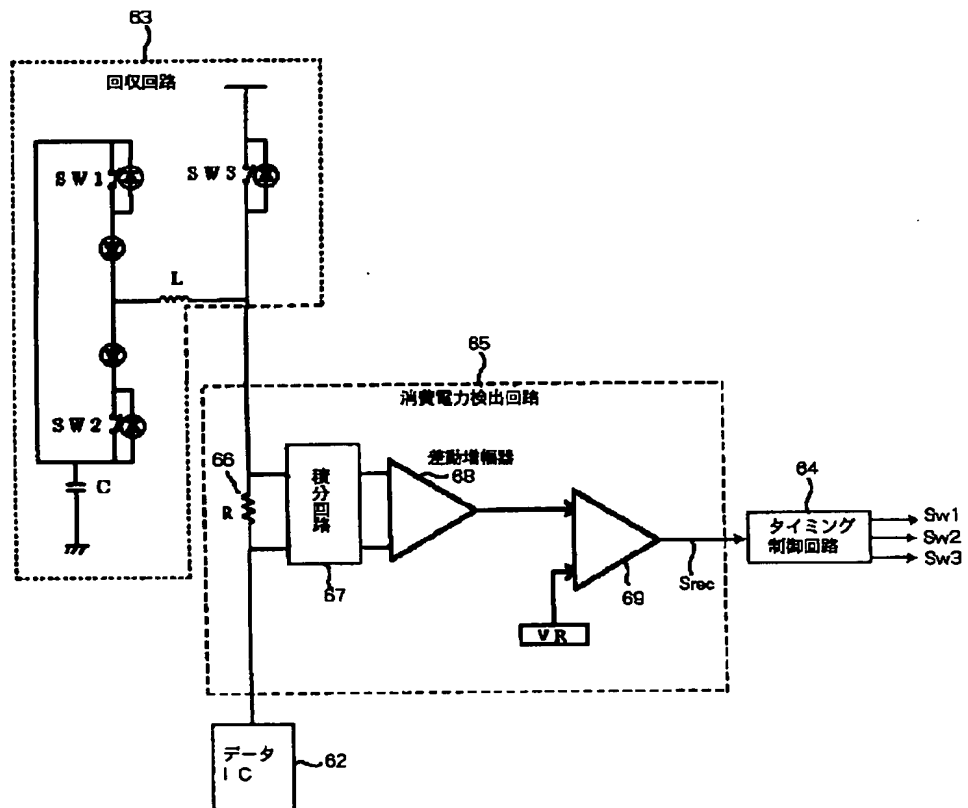 63
回収回路
SW1
SW3
L
SW2
C
65
消費電力検出回路
66
R
積分回路
67
差動増幅器
68
VR
69
Srec
64
タイミング
制御回路
Sw1
Sw2
Sw3
データ
IC
62